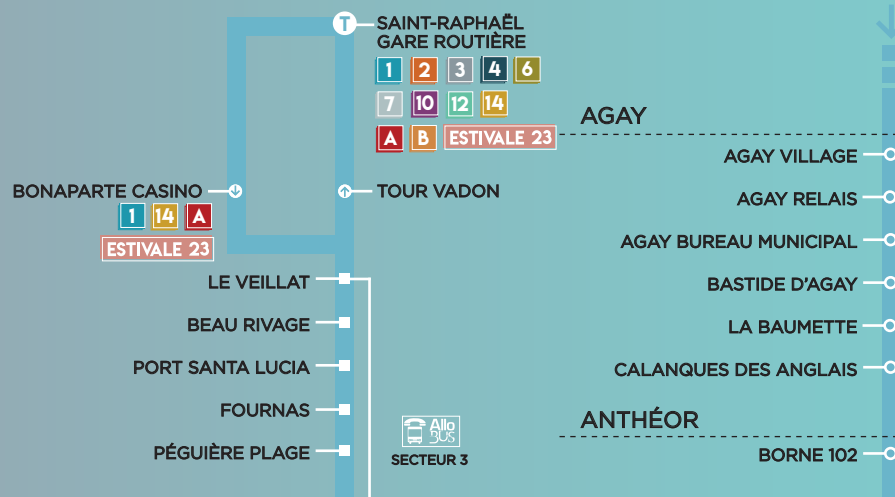 T
SAINT-RAPHAËL
GARE ROUTIÈRE
1 2 3 4 6
7 10 12 14
A B ESTIVALE 23
BONAPARTE CASINO
1 14 A
ESTIVALE 23
TOUR VADON
LE VEILLAT
BEAU RIVAGE
PORT SANTA LUCIA
FOURNAS
PÉGUIÈRE PLAGE
Allo
BUS
SECTEUR 3
AGAY
AGAY VILLAGE
AGAY RELAIS
AGAY BUREAU MUNICIPAL
BASTIDE D'AGAY
LA BAUMETTE
CALANQUES DES ANGLAIS
ANTHÉOR
BORNE 102